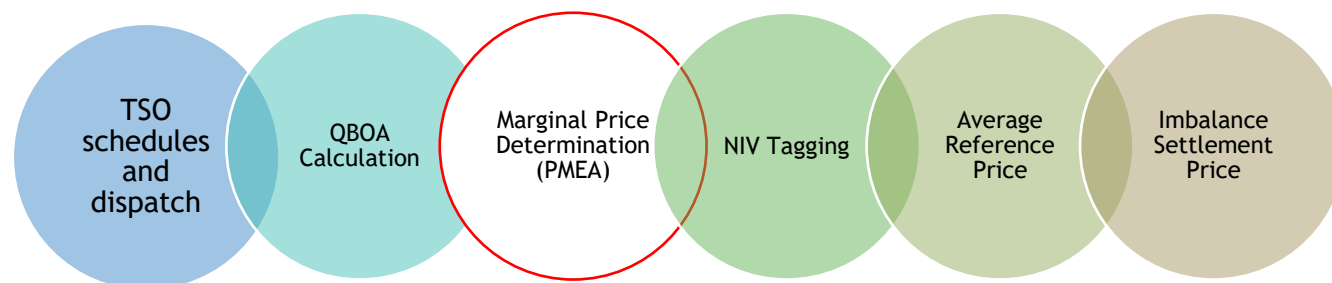 TSO
schedules
and
dispatch
QBOA
Calculation
Marginal Price
Determination
(PMEA)
NIV Tagging
Average
Reference
Price
Imbalance
Settlement
Price